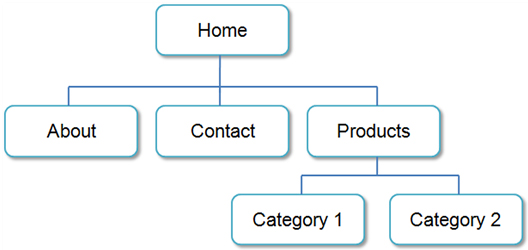 Home
About
Contact
Products
Category 1
Category 2